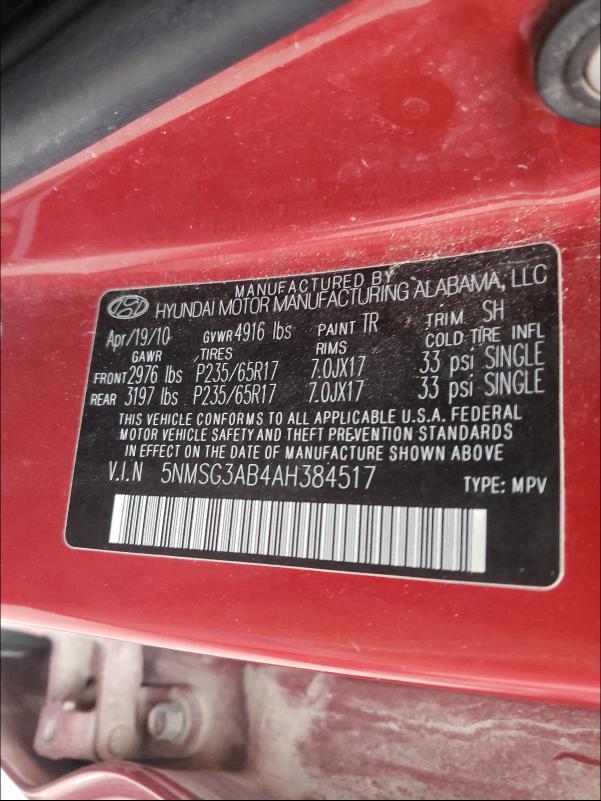 MANUFACTURED BY
HYUNDAI MOTOR MANUFACTURING ALABAMA, LLC
Apr/19/10 GVWR 4916 lbs PAINT TR TRIM SH
GAWR TIRES RIMS COLD TIRE INFL
FRONT 2976 lbs P235/65R17 7.0JX17 33 psi SINGLE
REAR 3197 lbs P235/65R17 7.0JX17 33 psi SINGLE
THIS VEHICLE CONFORMS TO ALL APPLICABLE U.S.A. FEDERAL
MOTOR VEHICLE SAFETY AND THEFT PREVENTION STANDARDS
IN EFFECT ON THE DATE OF MANUFACTURE SHOWN ABOVE
V.I.N 5NMSG3AB4AH384517 TYPE: MPV